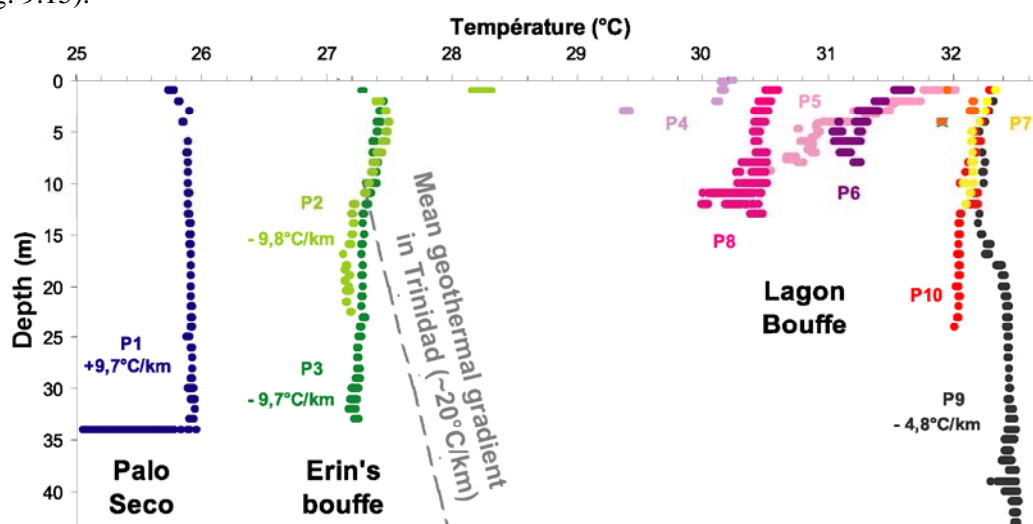 g. 9.15).
Température (°C)
25 26 27 28 29 30 31 32
Depth (m)
0
5
10
15
20
25
30
35
40
P1
+9,7°C/km
Palo
Seco
P2
- 9,8°C/km
P3
- 9,7°C/km
Erin's
bouffe
Mean geothermal gradient
in Trinidad (~20°C/km)
P4
P5
P6
P7
P8
Lagon
Bouffe
P10
P9
- 4,8°C/km